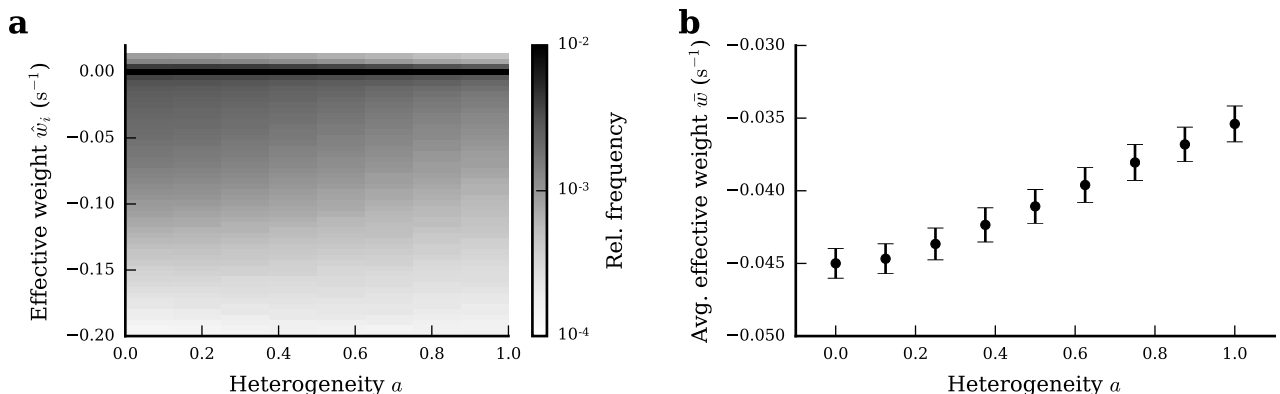 a
Effective weight ŵᵢ (s⁻¹)
0.00
−0.05
−0.10
−0.15
−0.20
0.0 0.2 0.4 0.6 0.8 1.0
Heterogeneity a
10⁻²
10⁻³
10⁻⁴
Rel. frequency
b
Avg. effective weight w̄ (s⁻¹)
−0.030
−0.035
−0.040
−0.045
−0.050
0.0 0.2 0.4 0.6 0.8 1.0
Heterogeneity a